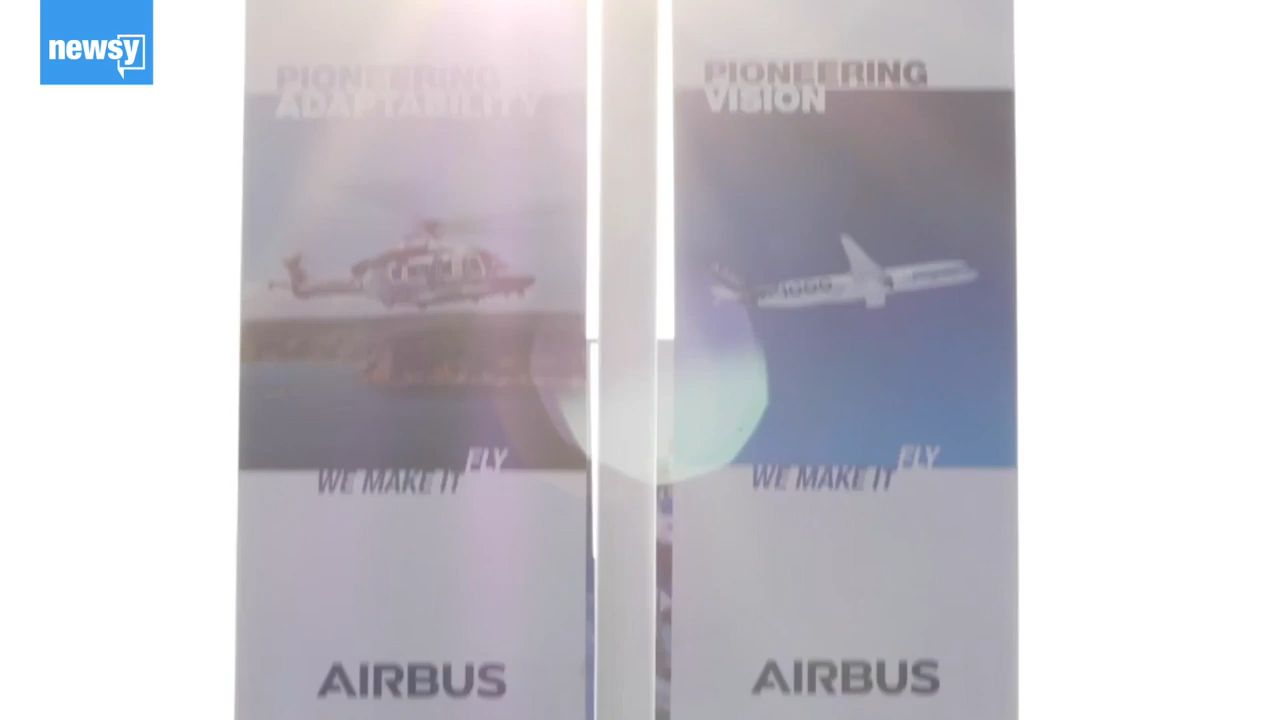 newsy
PIONEERING
ADAPTABILITY
WE MAKE IT FLY
AIRBUS
PIONEERING
VISION
WE MAKE IT FLY
AIRBUS